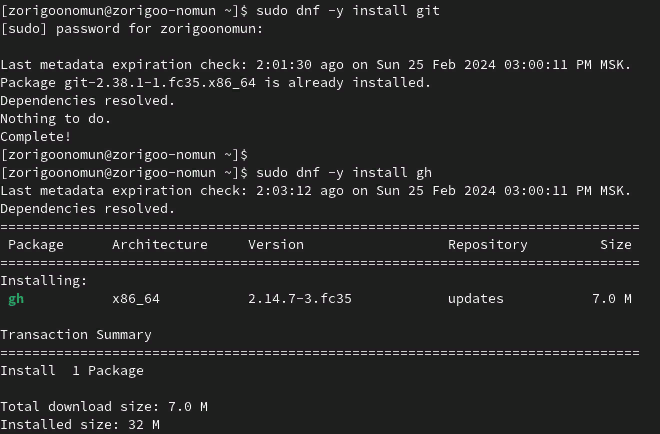 [zorigoonomun@zorigoo-nomun ~]$ sudo dnf -y install git
[sudo] password for zorigoonomun:
Last metadata expiration check: 2:01:30 ago on Sun 25 Feb 2024 03:00:11 PM MSK.
Package git-2.38.1-1.fc35.x86_64 is already installed.
Dependencies resolved.
Nothing to do.
Complete!
[zorigoonomun@zorigoo-nomun ~]$
[zorigoonomun@zorigoo-nomun ~]$ sudo dnf -y install gh
Last metadata expiration check: 2:03:12 ago on Sun 25 Feb 2024 03:00:11 PM MSK.
Dependencies resolved.
================================================================================
 Package      Architecture     Version                  Repository         Size
================================================================================
Installing:
 gh           x86_64           2.14.7-3.fc35            updates           7.0 M
Transaction Summary
================================================================================
Install  1 Package
Total download size: 7.0 M
Installed size: 32 M